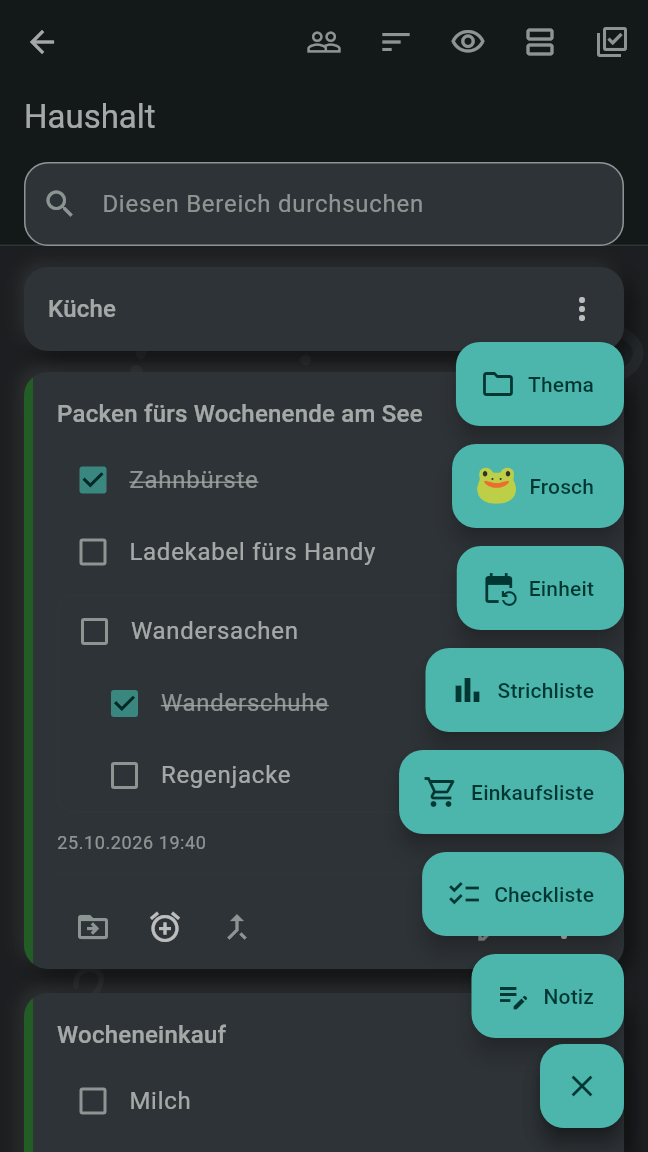 Haushalt
Diesen Bereich durchsuchen
Küche
Thema
Packen fürs Wochenende am See
Zahnbürste
Frosch
Ladekabel fürs Handy
Einheit
Wandersachen
Strichliste
Wanderschuhe
Regenjacke
Einkaufsliste
25.10.2026 19:40
Checkliste
Notiz
Wocheneinkauf
Milch